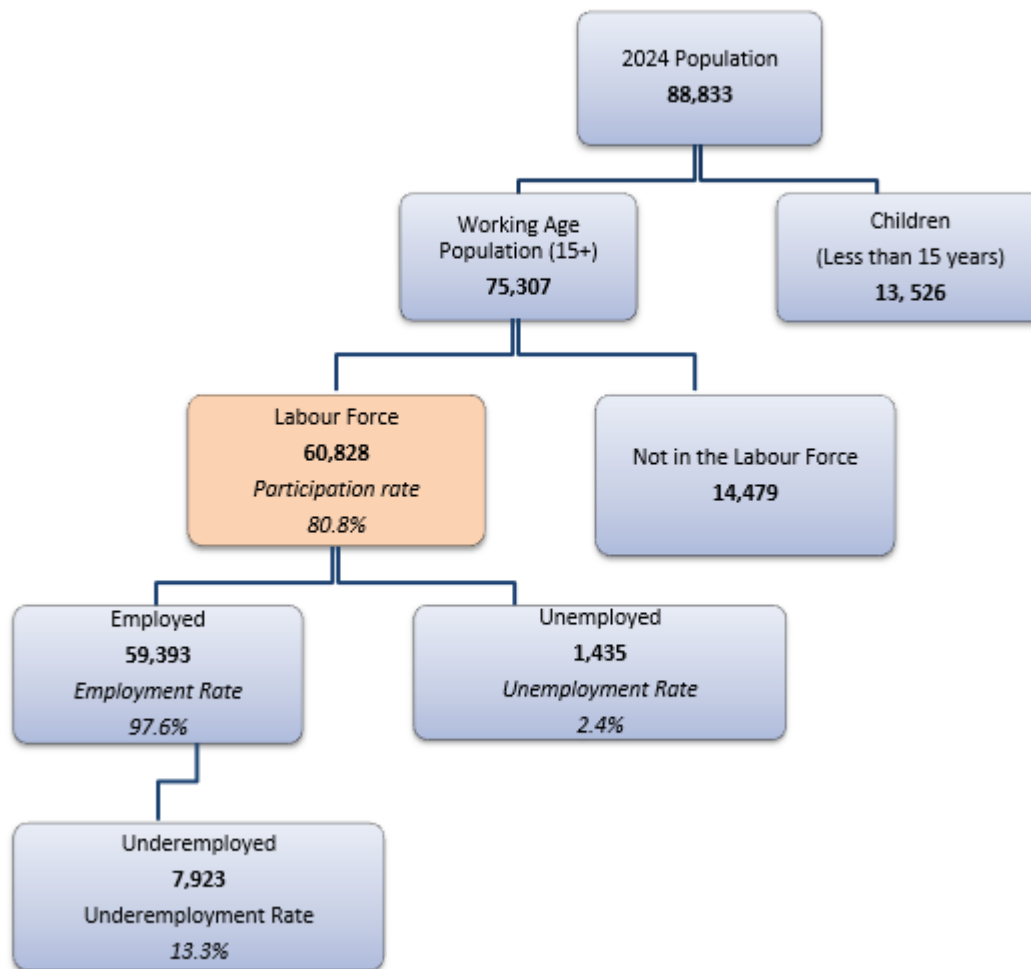 2024 Population
88,833
Working Age
Population (15+)
75,307
Children
(Less than 15 years)
13, 526
Labour Force
60,828
Participation rate
80.8%
Not in the Labour Force
14,479
Employed
59,393
Employment Rate
97.6%
Unemployed
1,435
Unemployment Rate
2.4%
Underemployed
7,923
Underemployment Rate
13.3%